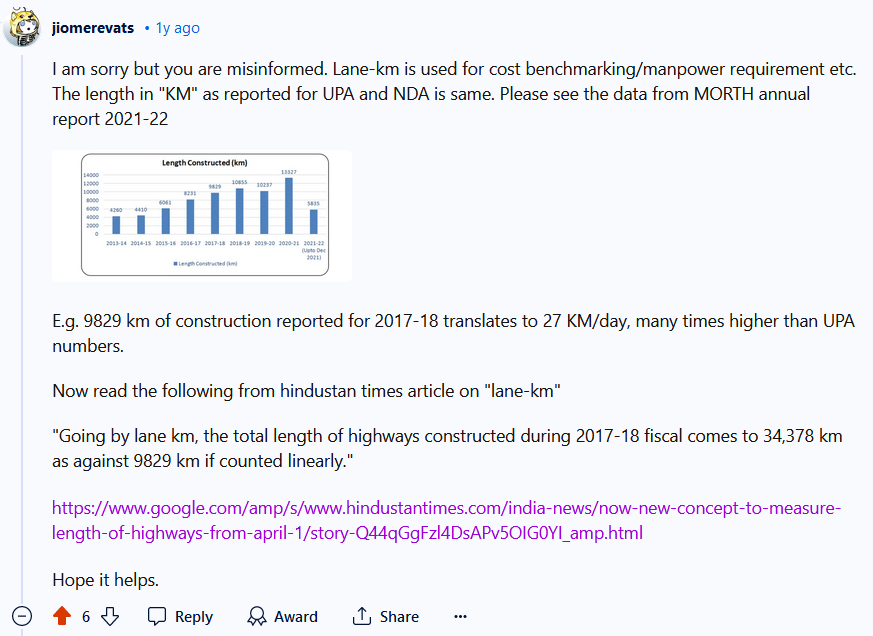 jiomerevats • 1y ago
I am sorry but you are misinformed. Lane-km is used for cost benchmarking/manpower requirement etc.
The length in "KM" as reported for UPA and NDA is same. Please see the data from MORTH annual
report 2021-22
Length Constructed (km)
14000
12000
10000
8000
6000
4000
2000
0
4260 4410 6061 8231 9829 10855 10237 13327 5835
2013-14 2014-15 2015-16 2016-17 2017-18 2018-19 2019-20 2020-21 2021-22
(Upto Dec
2021)
Length Constructed (km)
E.g. 9829 km of construction reported for 2017-18 translates to 27 KM/day, many times higher than UPA
numbers.
Now read the following from hindustan times article on "lane-km"
"Going by lane km, the total length of highways constructed during 2017-18 fiscal comes to 34,378 km
as against 9829 km if counted linearly."
https://www.google.com/amp/s/www.hindustantimes.com/india-news/now-new-concept-to-measure-
length-of-highways-from-april-1/story-Q44qGgFzl4DsAPv5OIG0YI_amp.html
Hope it helps.
6 Reply Award Share ...